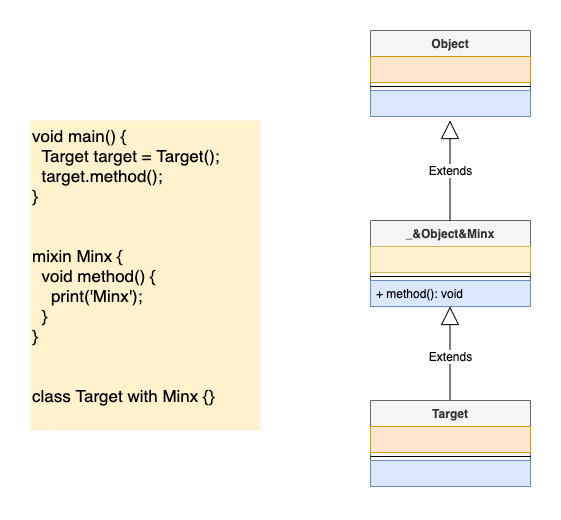 void main() {
  Target target = Target();
  target.method();
}
mixin Minx {
  void method() {
    print('Minx');
  }
}
class Target with Minx {}
Object
Extends
_&Object&Minx
+ method(): void
Extends
Target